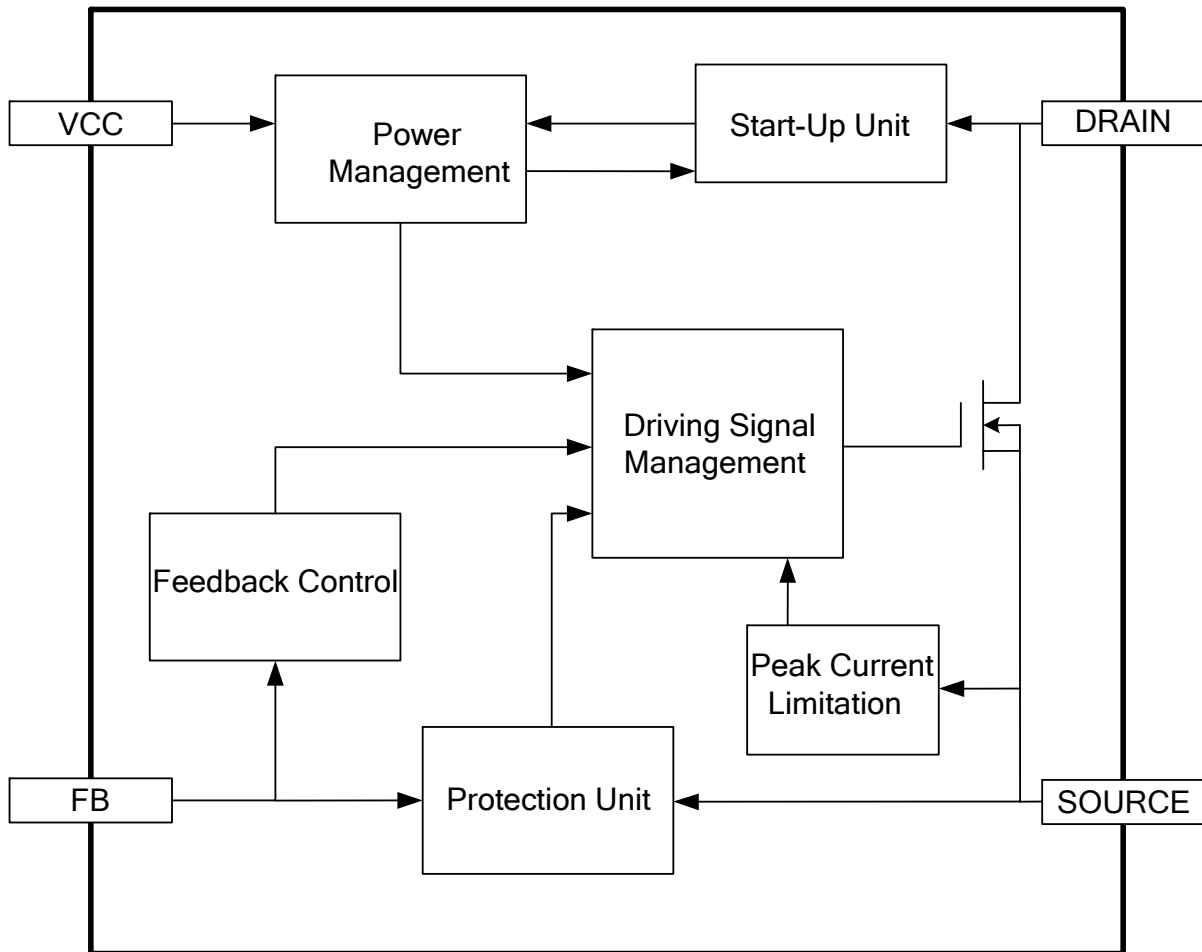 VCC
Power
Management
Start-Up Unit
DRAIN
Driving Signal
Management
Feedback Control
Peak Current
Limitation
FB
Protection Unit
SOURCE